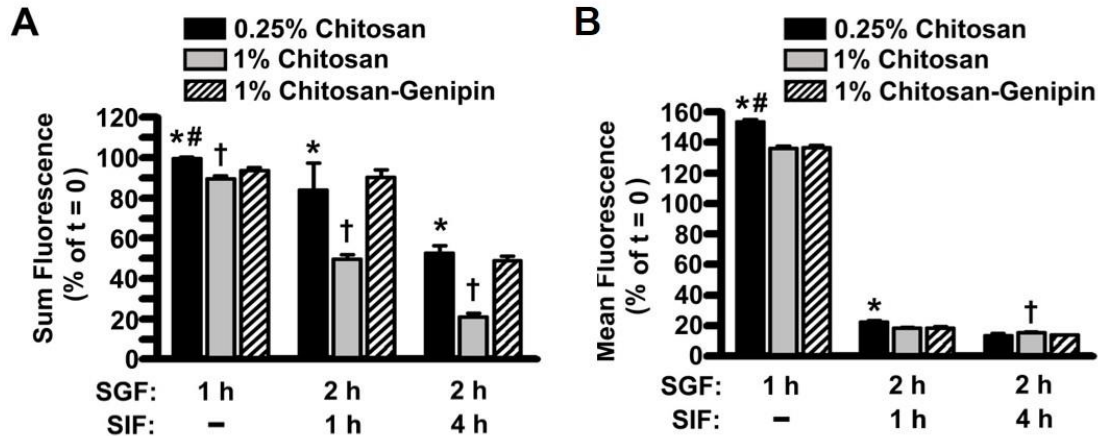 A
0.25% Chitosan
1% Chitosan
1% Chitosan-Genipin
Sum Fluorescence
(% of t = 0)
120
100
80
60
40
20
0
*#
†
*
†
*
†
SGF: 1 h 2 h 2 h
SIF: – 1 h 4 h
B
0.25% Chitosan
1% Chitosan
1% Chitosan-Genipin
Mean Fluorescence
(% of t = 0)
160
140
120
100
80
60
40
20
0
*#
*
†
SGF: 1 h 2 h 2 h
SIF: – 1 h 4 h